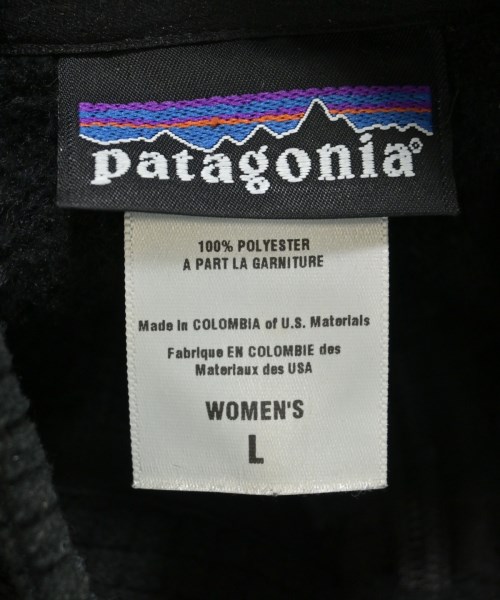 patagonia®
100% POLYESTER
A PART LA GARNITURE
Made in COLOMBIA of U.S. Materials
Fabrique EN COLOMBIE des
Materiaux des USA
WOMEN'S
L